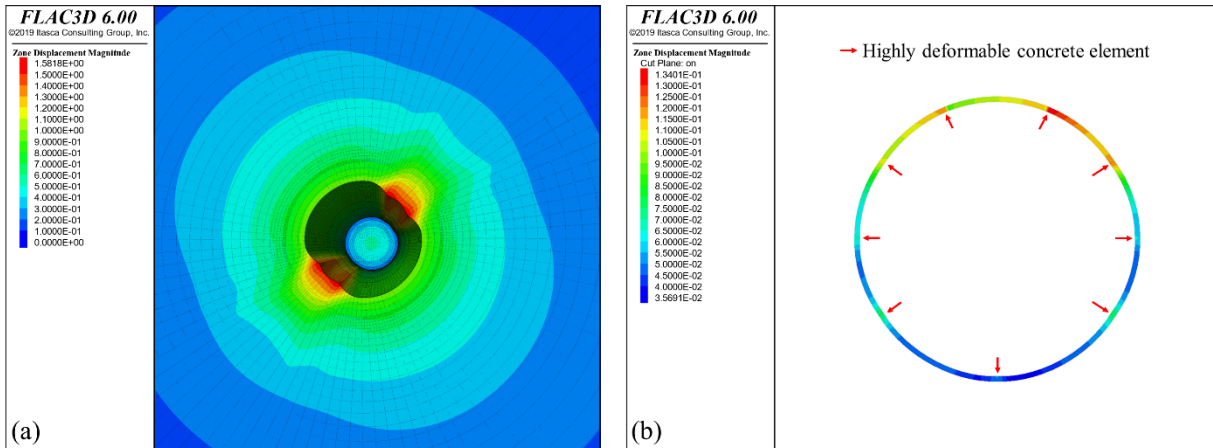 FLAC3D 6.00
©2019 Itasca Consulting Group, Inc.
Zone Displacement Magnitude
1.5818E+00
1.5000E+00
1.4000E+00
1.3000E+00
1.2000E+00
1.1000E+00
1.0000E+00
9.0000E-01
8.0000E-01
7.0000E-01
6.0000E-01
5.0000E-01
4.0000E-01
3.0000E-01
2.0000E-01
1.0000E-01
0.0000E+00
(a)
FLAC3D 6.00
©2019 Itasca Consulting Group, Inc.
Zone Displacement Magnitude
Cut Plane: on
1.3401E-01
1.2500E-01
1.2000E-01
1.1500E-01
1.1000E-01
1.0500E-01
1.0000E-01
9.5000E-02
9.0000E-02
8.5000E-02
8.0000E-02
7.5000E-02
7.0000E-02
6.5000E-02
6.0000E-02
5.5000E-02
5.0000E-02
4.5000E-02
4.0000E-02
3.5691E-02
Highly deformable concrete element
(b)